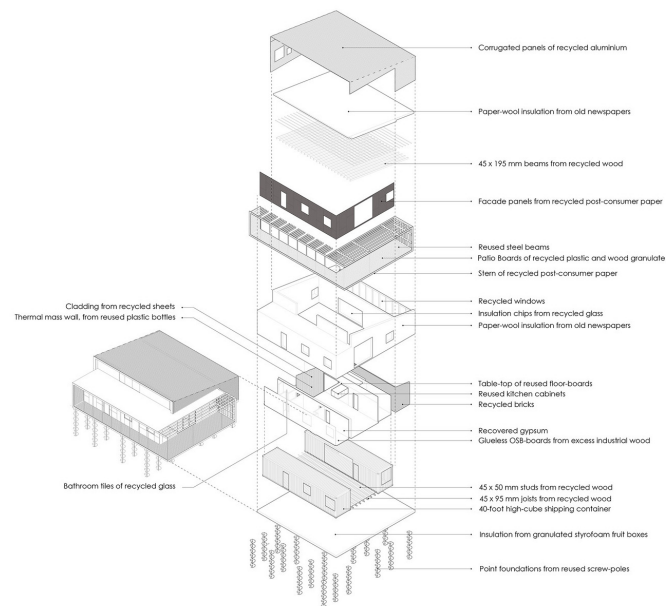 Corrugated panels of recycled aluminium
Paper-wool insulation from old newspapers
45 x 195 mm beams from recycled wood
Facade panels from recycled post-consumer paper
Reused steel beams
Patio Boards of recycled plastic and wood granulate
Stern of recycled post-consumer paper
Recycled windows
Cladding from recycled sheets
Insulation chips from recycled glass
Thermal mass wall, from reused plastic bottles
Paper-wool insulation from old newspapers
Table-top of reused floor-boards
Reused kitchen cabinets
Recycled bricks
Recovered gypsum
Glueless OSB-boards from excess industrial wood
Bathroom tiles of recycled glass
45 x 50 mm studs from recycled wood
45 x 95 mm joists from recycled wood
40-foot high-cube shipping container
Insulation from granulated styrofoam fruit boxes
Point foundations from reused screw-poles